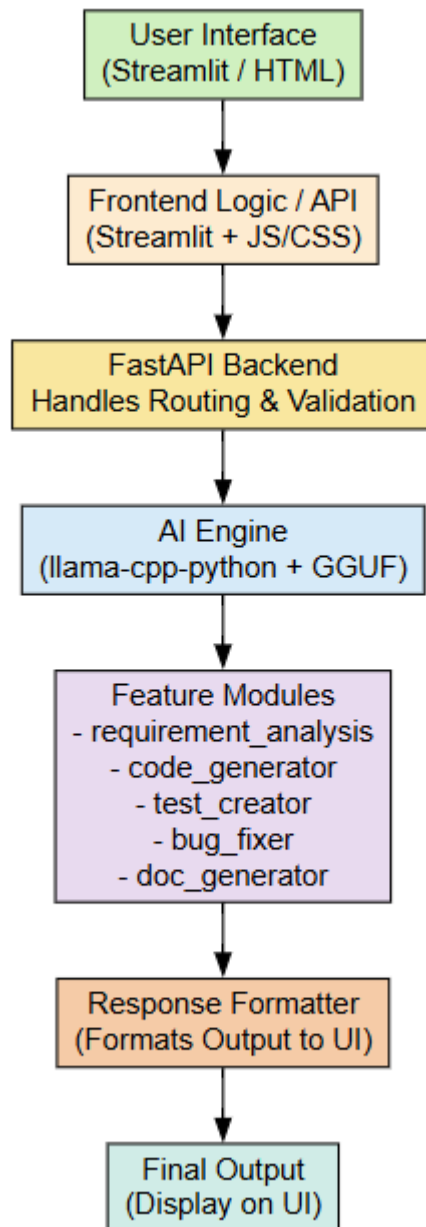 User Interface
(Streamlit / HTML)
Frontend Logic / API
(Streamlit + JS/CSS)
FastAPI Backend
Handles Routing & Validation
AI Engine
(llama-cpp-python + GGUF)
Feature Modules
- requirement_analysis
- code_generator
- test_creator
- bug_fixer
- doc_generator
Response Formatter
(Formats Output to UI)
Final Output
(Display on UI)